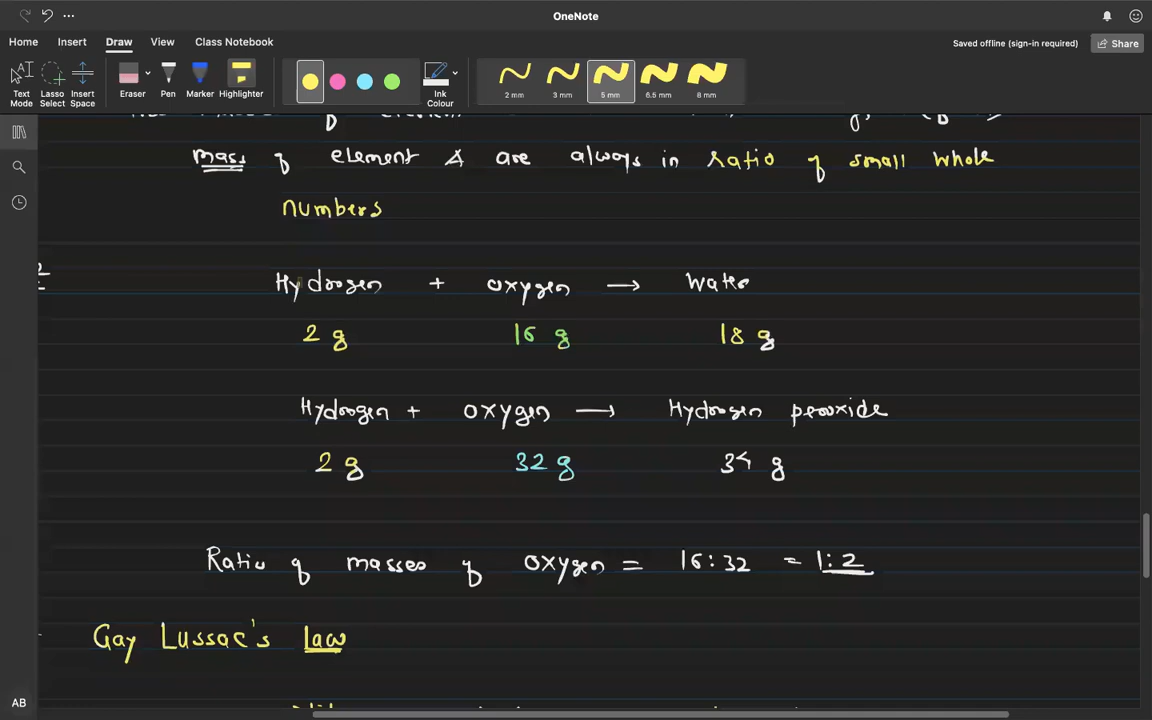 OneNote
Home Insert Draw View Class Notebook
Saved offline (sign-in required) Share
Text Mode Lasso Select Insert Space Eraser Pen Marker Highlighter Ink Colour 2 mm 3 mm 5 mm 6.5 mm 8 mm
mass of element A are always in ratio of small whole
numbers
Hydrogen + oxygen → Water
2 g 16 g 18 g
Hydrogen + oxygen → Hydrogen peroxide
2 g 32 g 34 g
Ratio of masses of oxygen = 16:32 = 1:2
Gay Lussac's law
AB